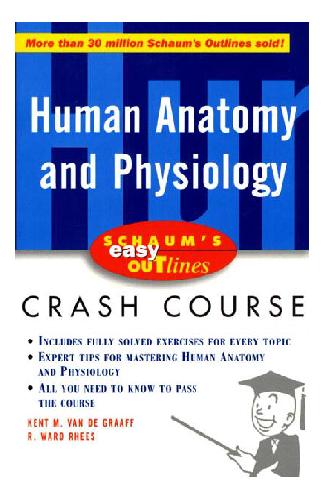 More than 30 million Schaum's Outlines sold!
Human Anatomy
and Physiology
SCHAUM'S
easy
OUTlines
CRASH COURSE
• INCLUDES FULLY SOLVED EXERCISES FOR EVERY TOPIC
• EXPERT TIPS FOR MASTERING HUMAN ANATOMY
AND PHYSIOLOGY
• ALL YOU NEED TO KNOW TO PASS
THE COURSE
KENT M. VAN DE GRAAFF
R. WARD RHEES